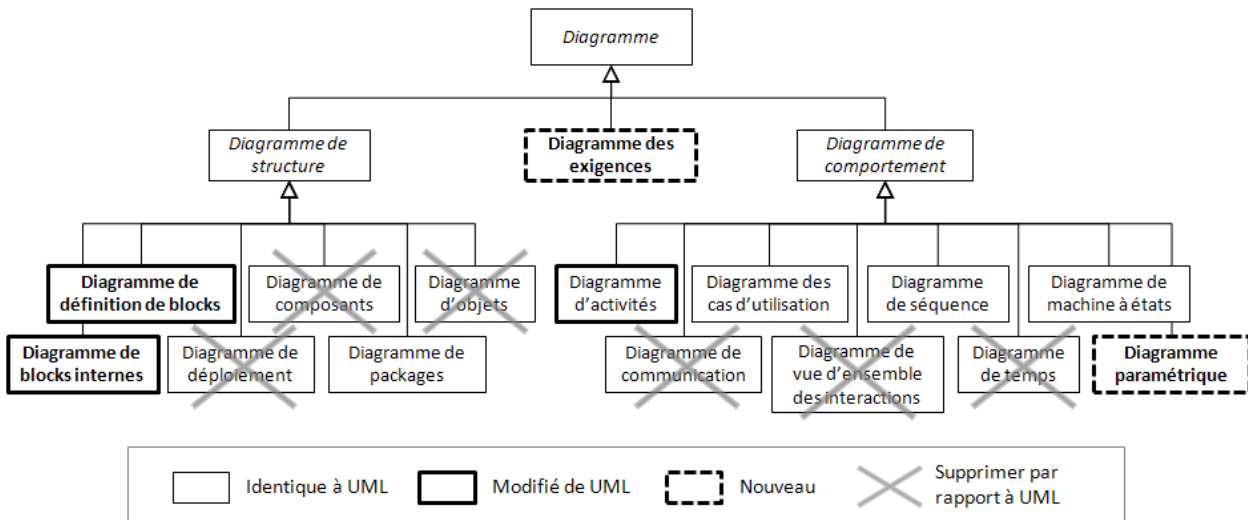 Diagramme
Diagramme de
structure
Diagramme des
exigences
Diagramme de
comportement
Diagramme de
définition de blocks
Diagramme de
composants
Diagramme
d'objets
Diagramme
d'activités
Diagramme des
cas d'utilisation
Diagramme
de séquence
Diagramme de
machine à états
Diagramme de
blocks internes
Diagramme de
déploiement
Diagramme de
packages
Diagramme de
communication
Diagramme de
vue d'ensemble
des interactions
Diagramme
de temps
Diagramme
paramétrique
Identique à UML
Modifié de UML
Nouveau
Supprimer par
rapport à UML